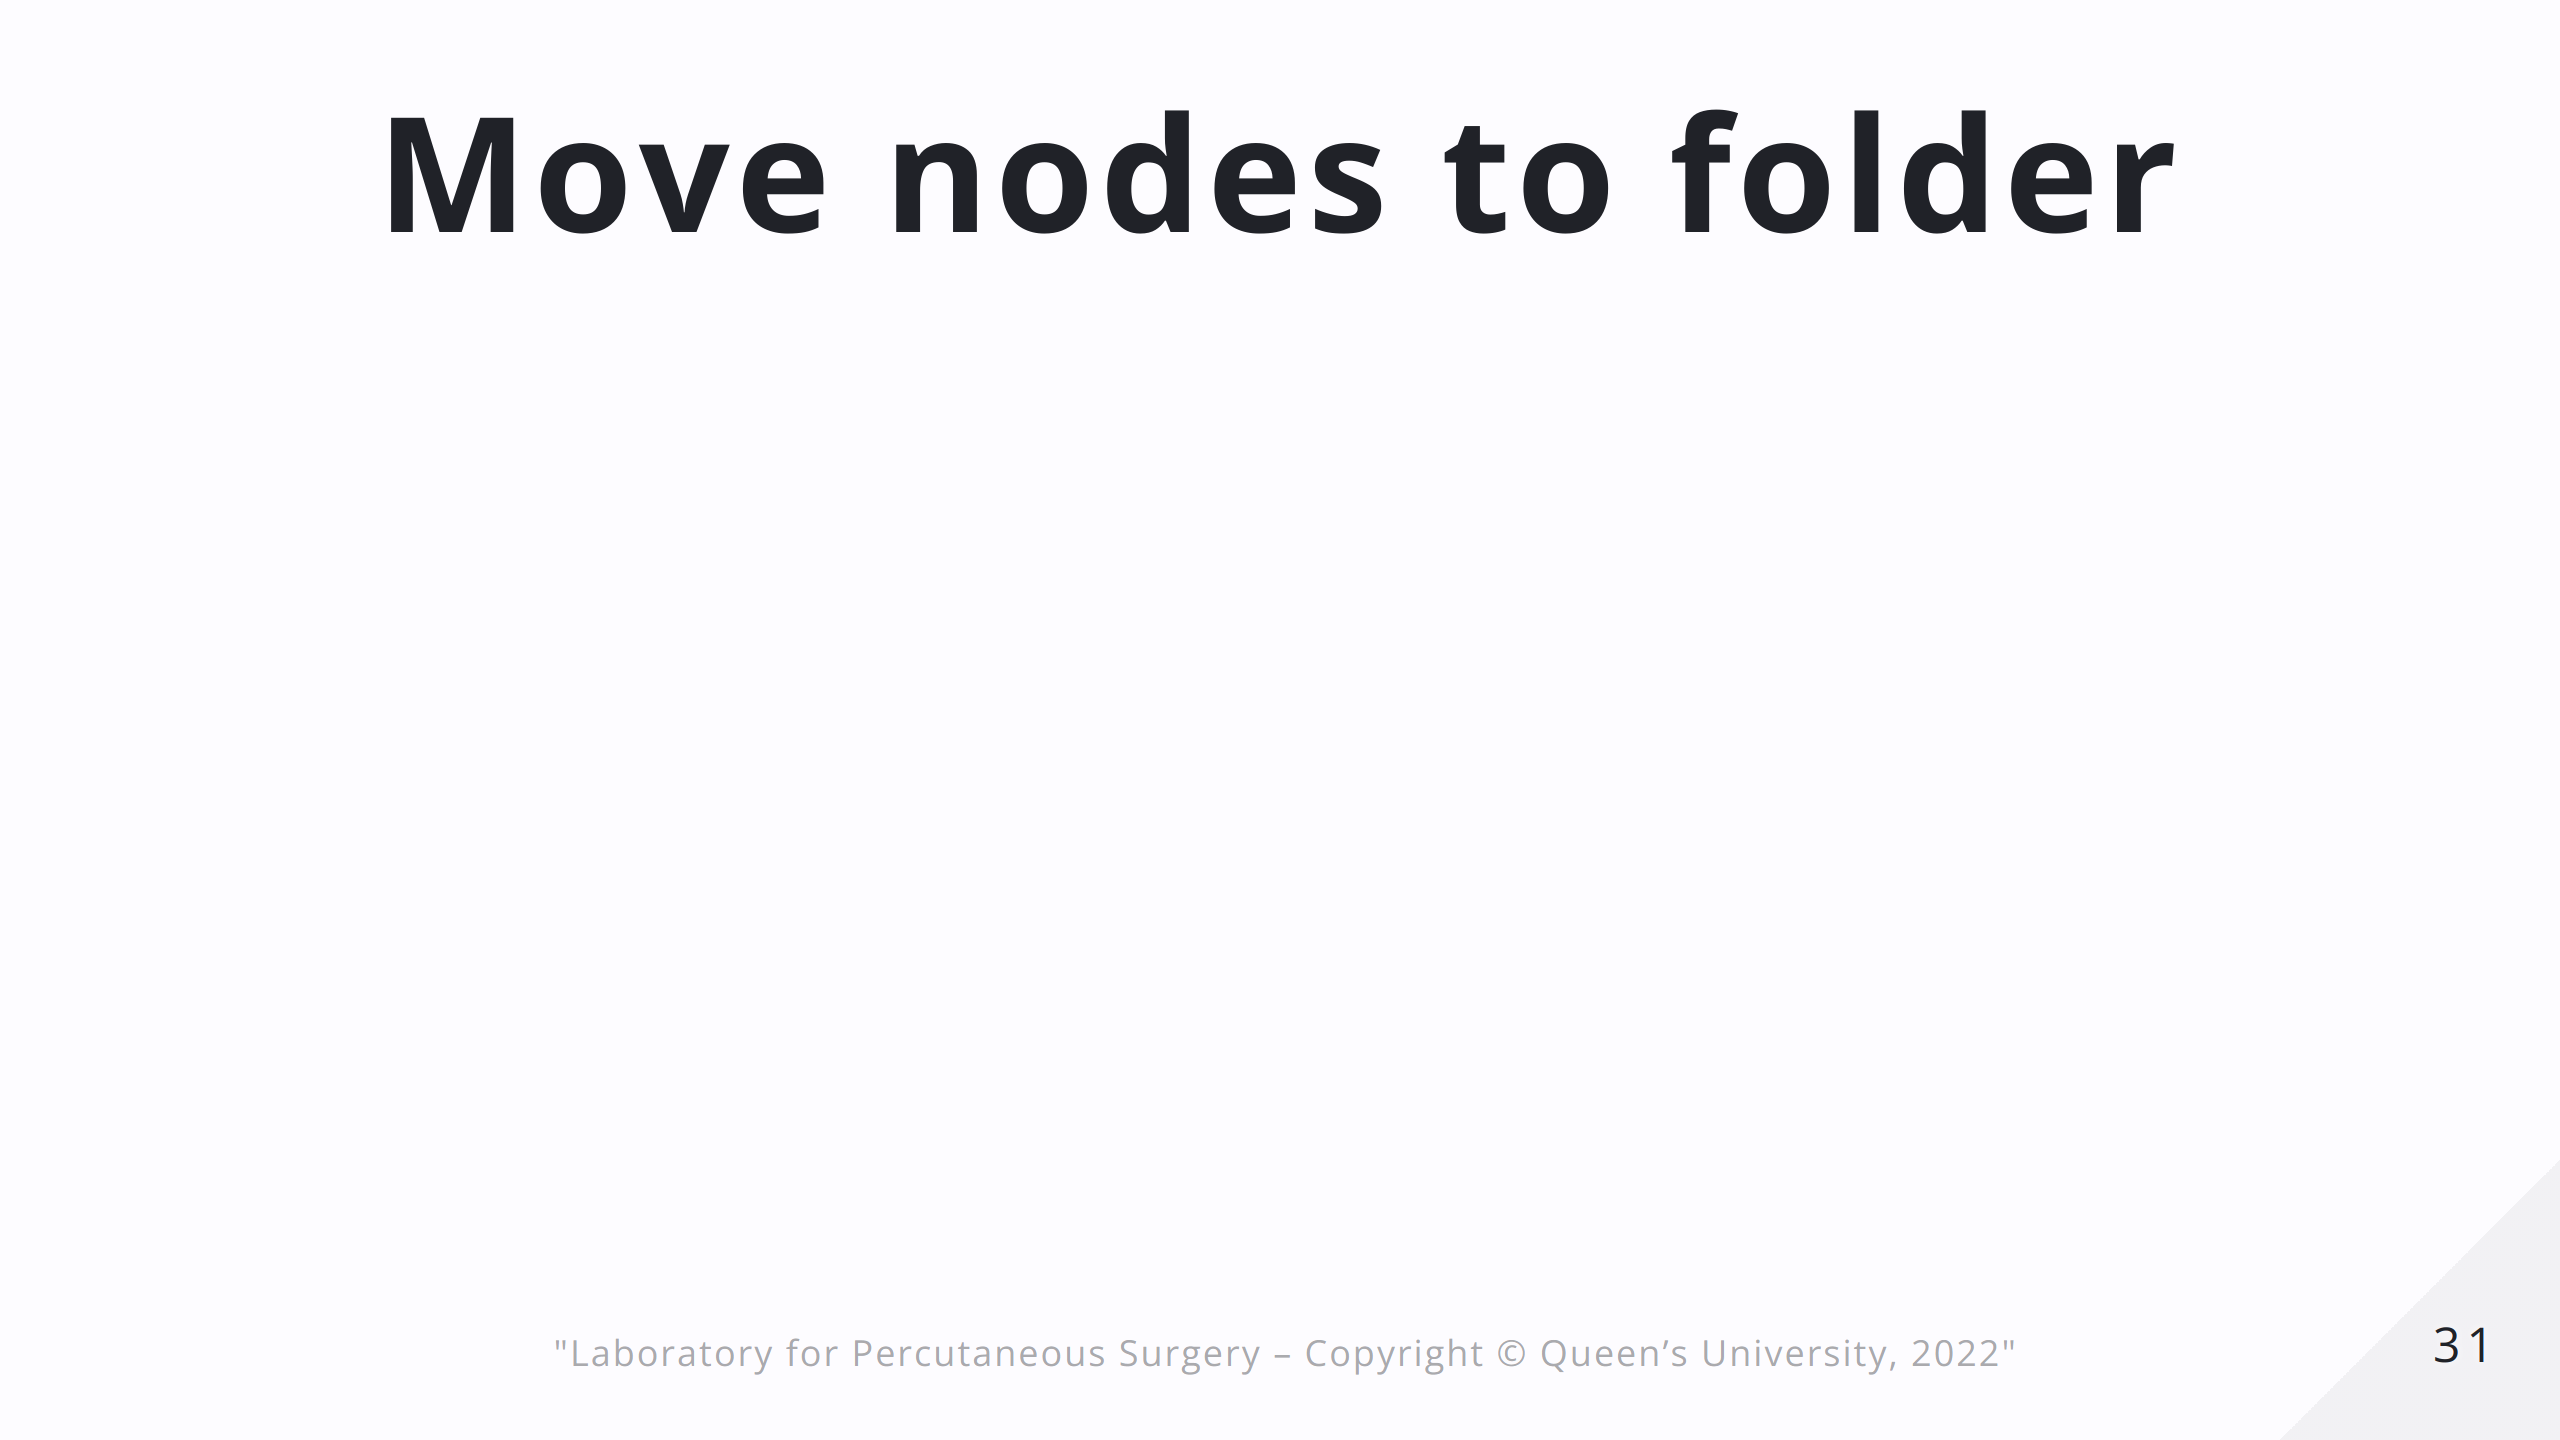 Move nodes to folder
"Laboratory for Percutaneous Surgery – Copyright © Queen’s University, 2022"
31